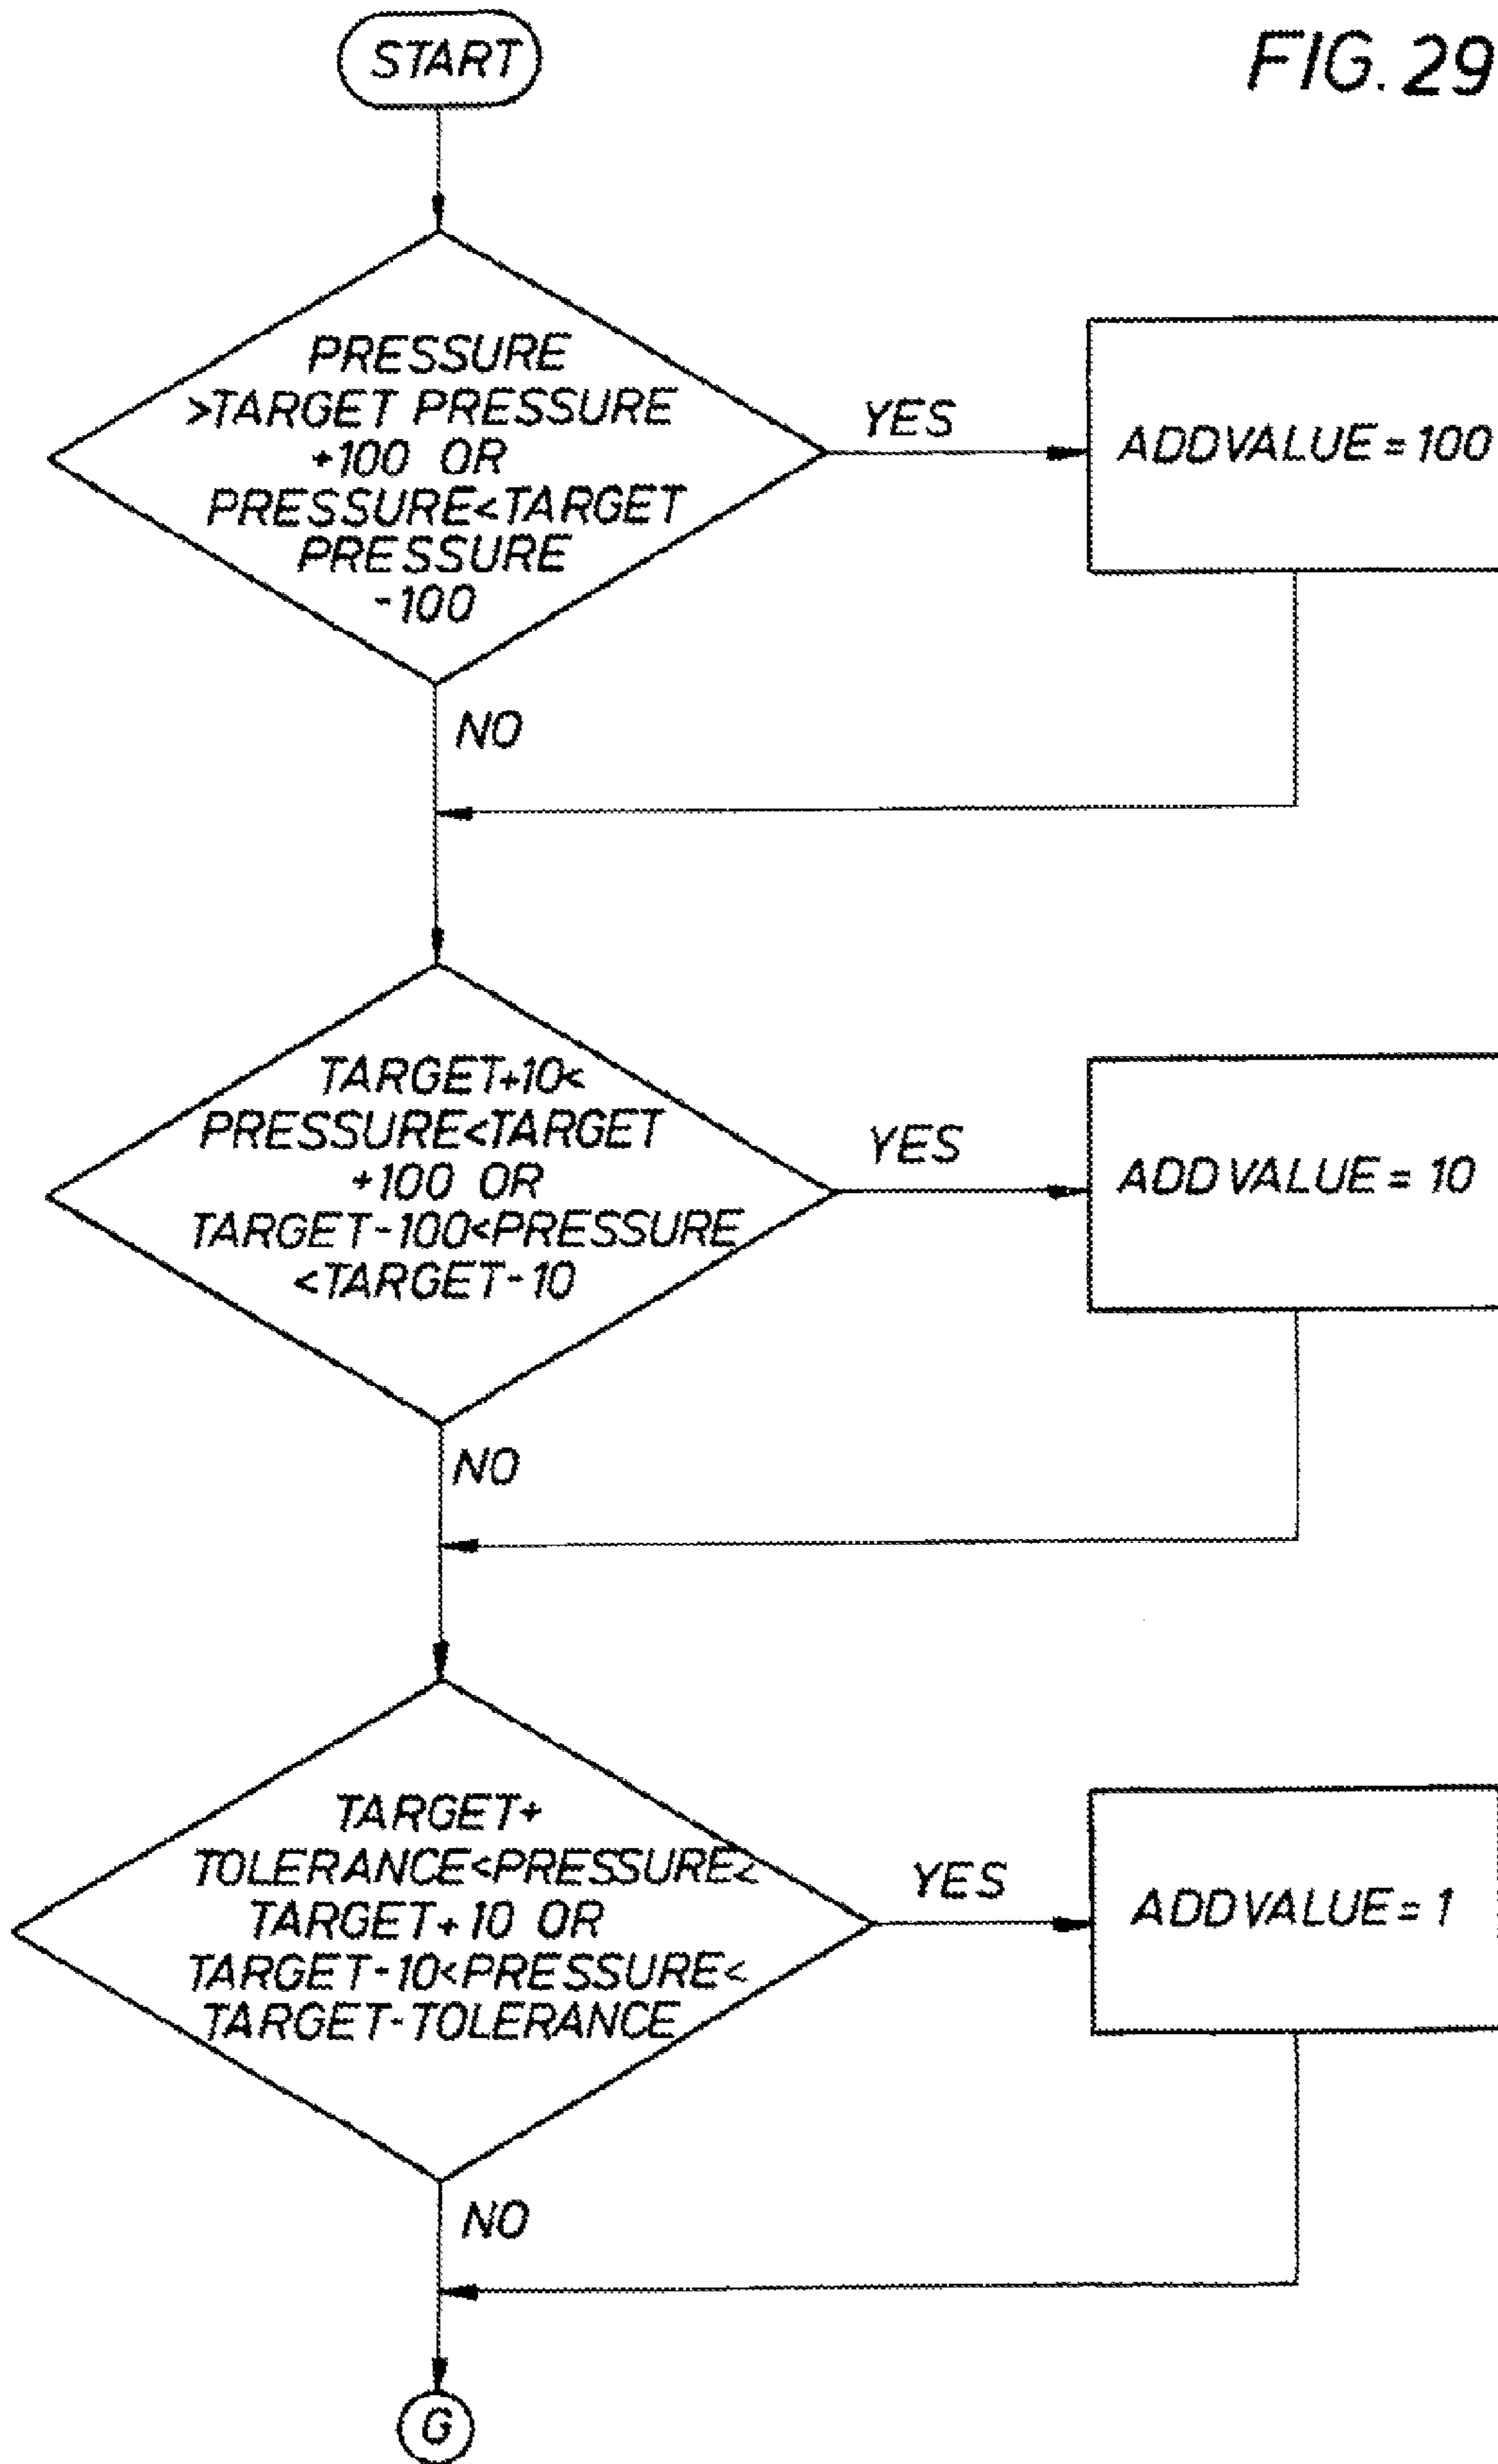 FIG. 29
START
PRESSURE
>TARGET PRESSURE
+100 OR
PRESSURE<TARGET
PRESSURE
-100
YES
ADDVALUE = 100
NO
TARGET+10<
PRESSURE<TARGET
+100 OR
TARGET-100<PRESSURE
<TARGET-10
YES
ADDVALUE = 10
NO
TARGET+
TOLERANCE<PRESSURE<
TARGET+10 OR
TARGET-10<PRESSURE<
TARGET-TOLERANCE
YES
ADDVALUE = 1
NO
G